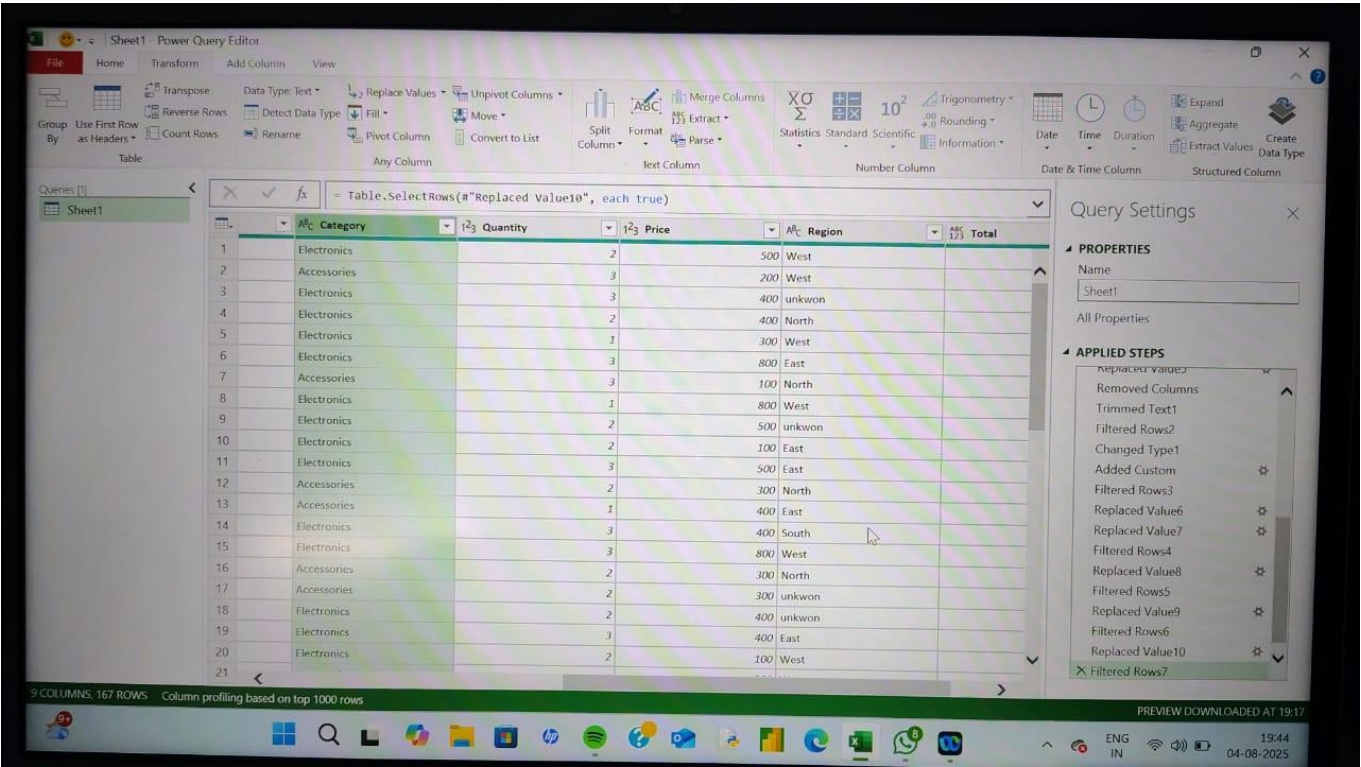 Sheet1 - Power Query Editor
File Home Transform Add Column View
Group By
Use First Row as Headers
Transpose
Reverse Rows
Count Rows
Table
Data Type: Text
Detect Data Type
Rename
Replace Values
Fill
Pivot Column
Unpivot Columns
Move
Convert to List
Any Column
Split Column
Format
Merge Columns
Extract
Parse
Text Column
Statistics Standard Scientific
Trigonometry
Rounding
Information
Number Column
Date Time Duration
Date & Time Column
Expand
Aggregate
Extract Values
Create Data Type
Structured Column
Queries [1]
Sheet1
= Table.SelectRows(#"Replaced Value10", each true)
Category Quantity Price Region Total
1 Electronics 2 500 West
2 Accessories 3 200 West
3 Electronics 3 400 unkwon
4 Electronics 2 400 North
5 Electronics 1 300 West
6 Electronics 3 800 East
7 Accessories 3 100 North
8 Electronics 1 800 West
9 Electronics 2 500 unkwon
10 Electronics 2 100 East
11 Electronics 3 500 East
12 Accessories 2 300 North
13 Accessories 1 400 East
14 Electronics 3 400 South
15 Electronics 3 800 West
16 Accessories 2 300 North
17 Accessories 2 300 unkwon
18 Electronics 2 400 unkwon
19 Electronics 3 400 East
20 Electronics 2 100 West
21
Query Settings
PROPERTIES
Name
Sheet1
All Properties
APPLIED STEPS
Removed Columns
Trimmed Text1
Filtered Rows2
Changed Type1
Added Custom
Filtered Rows3
Replaced Value6
Replaced Value7
Filtered Rows4
Replaced Value8
Filtered Rows5
Replaced Value9
Filtered Rows6
Replaced Value10
Filtered Rows7
9 COLUMNS, 167 ROWS Column profiling based on top 1000 rows
PREVIEW DOWNLOADED AT 19:17
9+
8
ENG
IN
19:44
04-08-2025